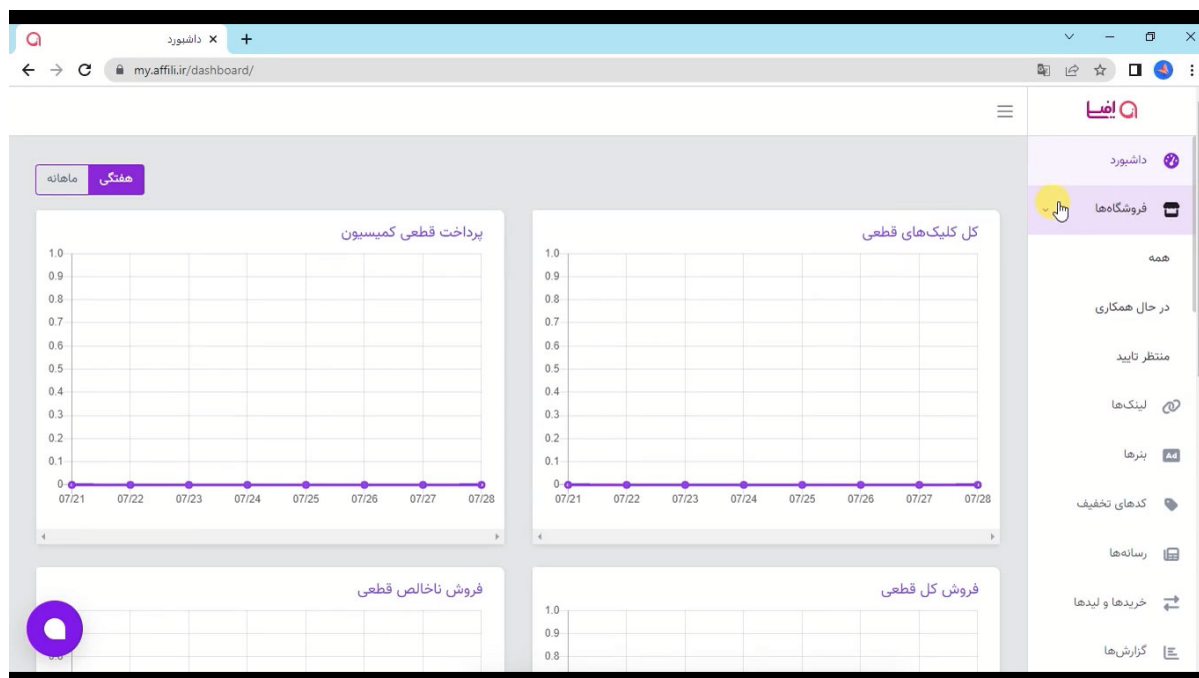 داشبورد
my.affili.ir/dashboard/
افیلی
داشبورد
فروشگاه‌ها
همه
در حال همکاری
منتظر تایید
لینک‌ها
Ad بنرها
کدهای تخفیف
رسانه‌ها
خریدها و لیدها
گزارش‌ها
هفتگی ماهانه
کل کلیک‌های قطعی
1.0
0.9
0.8
0.7
0.6
0.5
0.4
0.3
0.2
0.1
0
07/21 07/22 07/23 07/24 07/25 07/26 07/27 07/28
پرداخت قطعی کمیسیون
1.0
0.9
0.8
0.7
0.6
0.5
0.4
0.3
0.2
0.1
0
07/21 07/22 07/23 07/24 07/25 07/26 07/27 07/28
فروش کل قطعی
1.0
0.9
0.8
فروش ناخالص قطعی